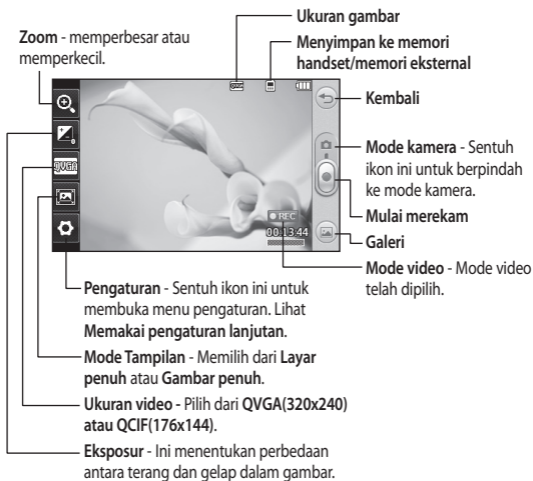 Ukuran gambar
Zoom - memperbesar atau
memperkecil.
Menyimpan ke memori
handset/memori eksternal
Kembali
QVGA
Mode kamera - Sentuh
ikon ini untuk berpindah
ke mode kamera.
Mulai merekam
REC
00:13:44
Galeri
Mode video - Mode video
telah dipilih.
Pengaturan - Sentuh ikon ini untuk
membuka menu pengaturan. Lihat
Memakai pengaturan lanjutan.
Mode Tampilan - Memilih dari Layar
penuh atau Gambar penuh.
Ukuran video - Pilih dari QVGA(320x240)
atau QCIF(176x144).
Eksposur - Ini menentukan perbedaan
antara terang dan gelap dalam gambar.